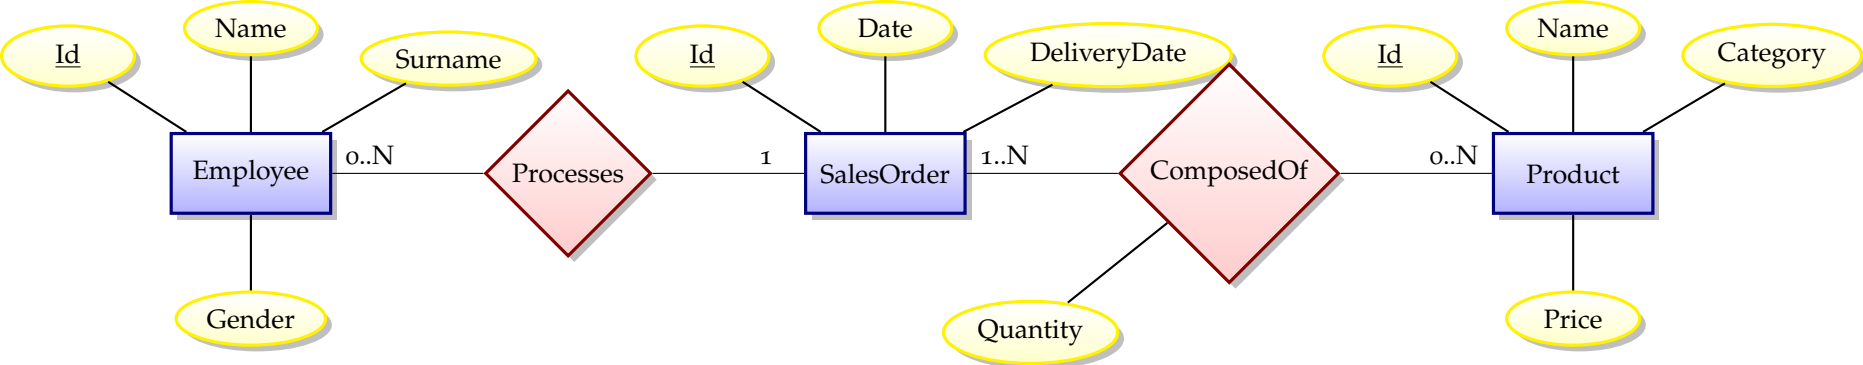 Id
Name
Surname
Id
Date
DeliveryDate
Id
Name
Category
Employee
0..N
Processes
1
SalesOrder
1..N
ComposedOf
0..N
Product
Gender
Quantity
Price